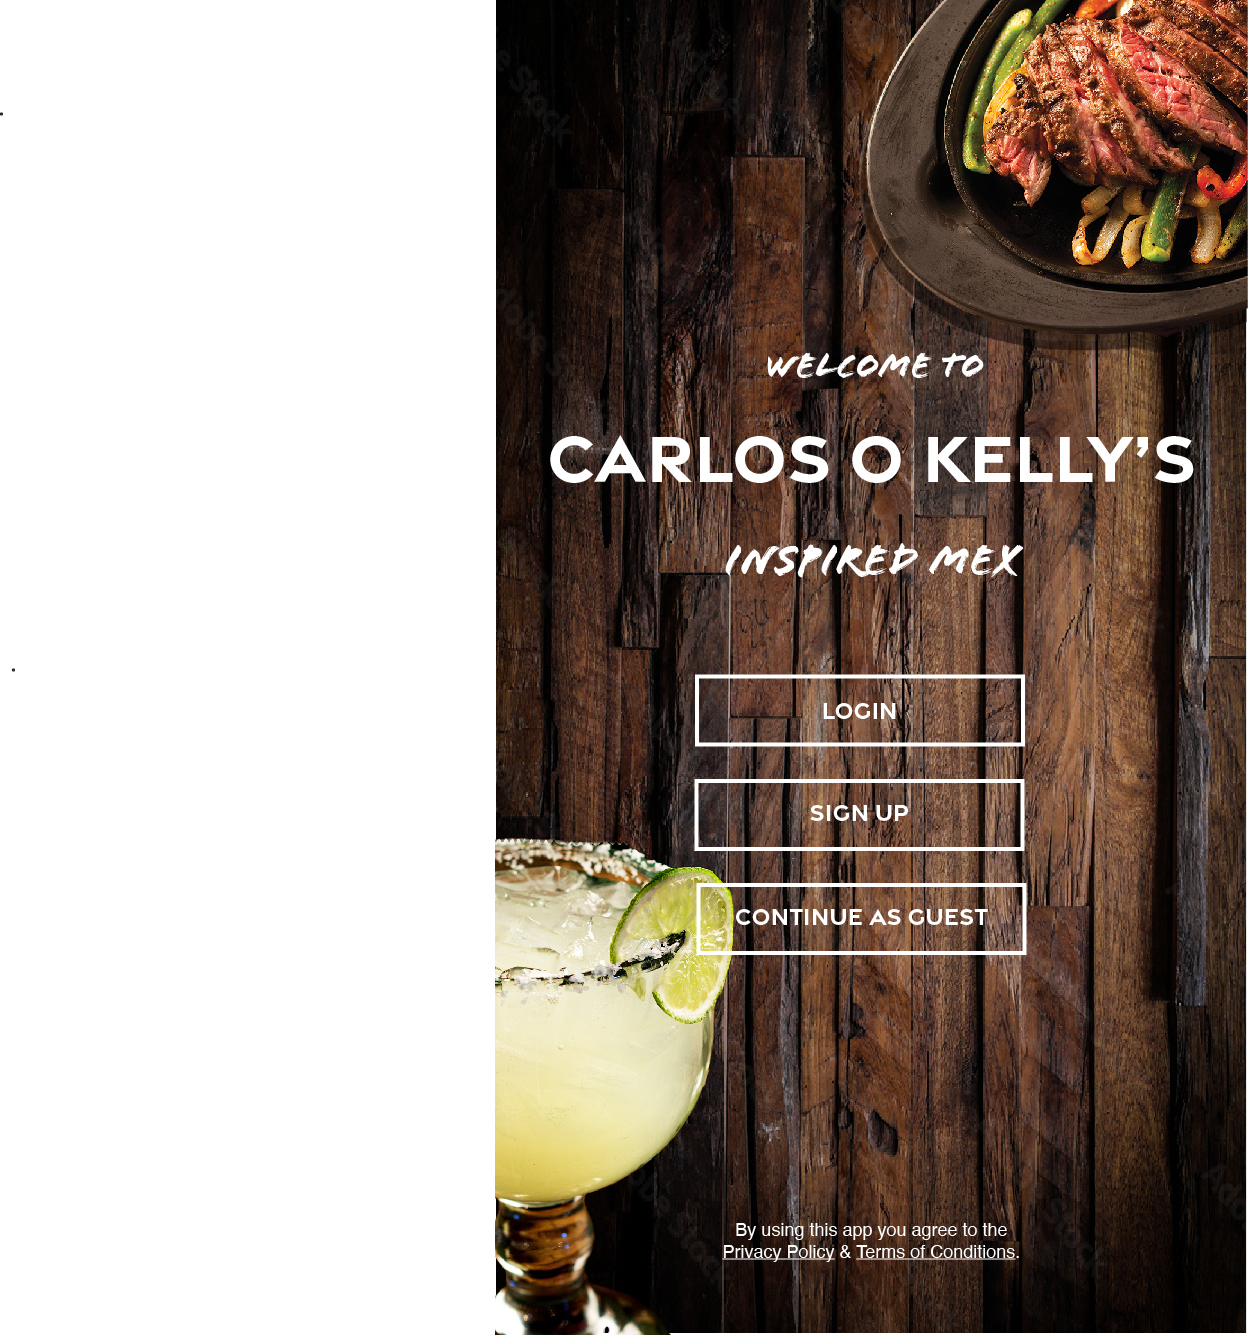 WELCOME TO
CARLOS O KELLY’S
INSPIRED MEX
LOGIN
SIGN UP
CONTINUE AS GUEST
By using this app you agree to the
Privacy Policy & Terms of Conditions.